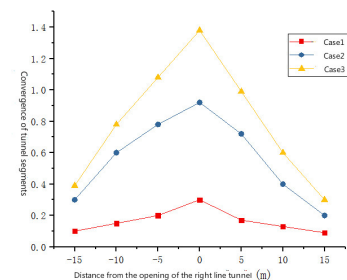 1.4
1.2
1.0
0.8
0.6
0.4
0.2
0.0
-15
-10
-5
0
5
10
15
Convergence of
tunnel segments
Distance from the opening of the right line tunnel (m)
Case1
Case2
Case3